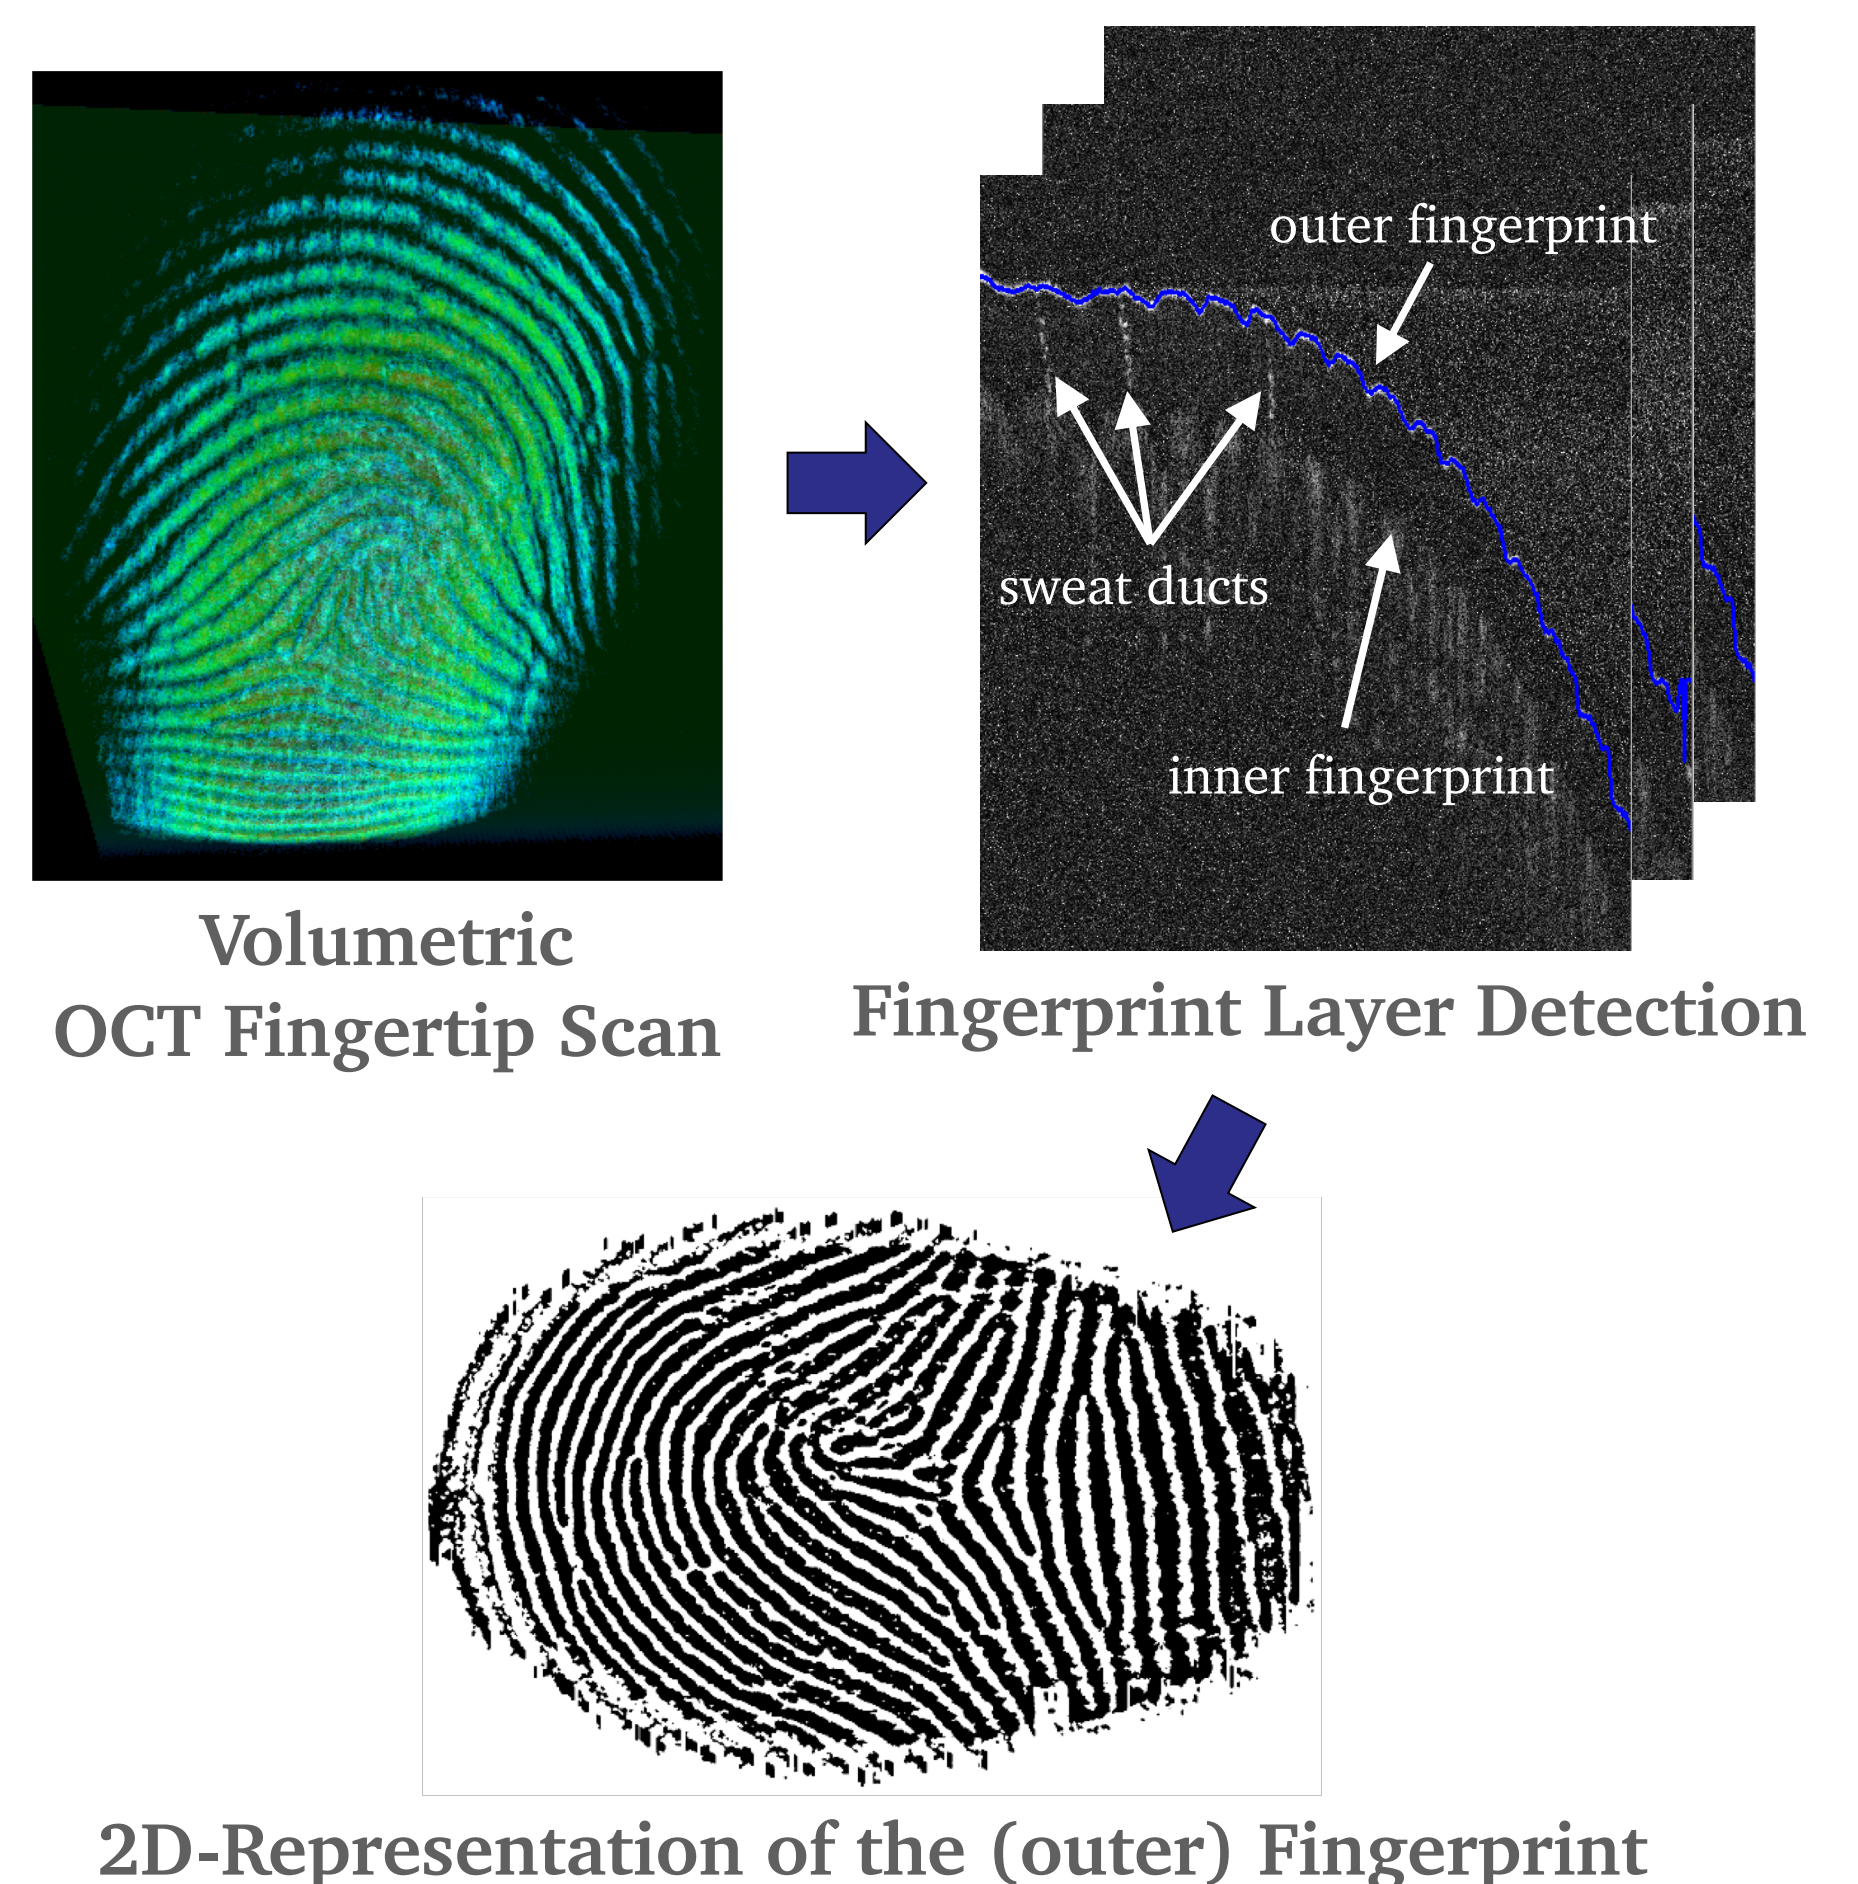 outer fingerprint
sweat ducts
inner fingerprint
Volumetric
OCT Fingertip Scan
Fingerprint Layer Detection
2D-Representation of the (outer) Fingerprint